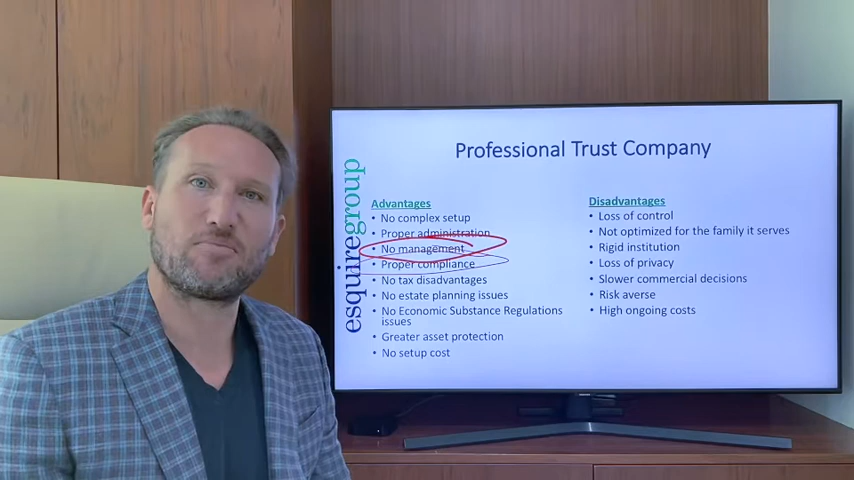 Professional Trust Company
esquiregroup
Advantages
• No complex setup
• Proper administration
• No management
• Proper compliance
• No tax disadvantages
• No estate planning issues
• No Economic Substance Regulations
issues
• Greater asset protection
• No setup cost
Disadvantages
• Loss of control
• Not optimized for the family it serves
• Rigid institution
• Loss of privacy
• Slower commercial decisions
• Risk averse
• High ongoing costs